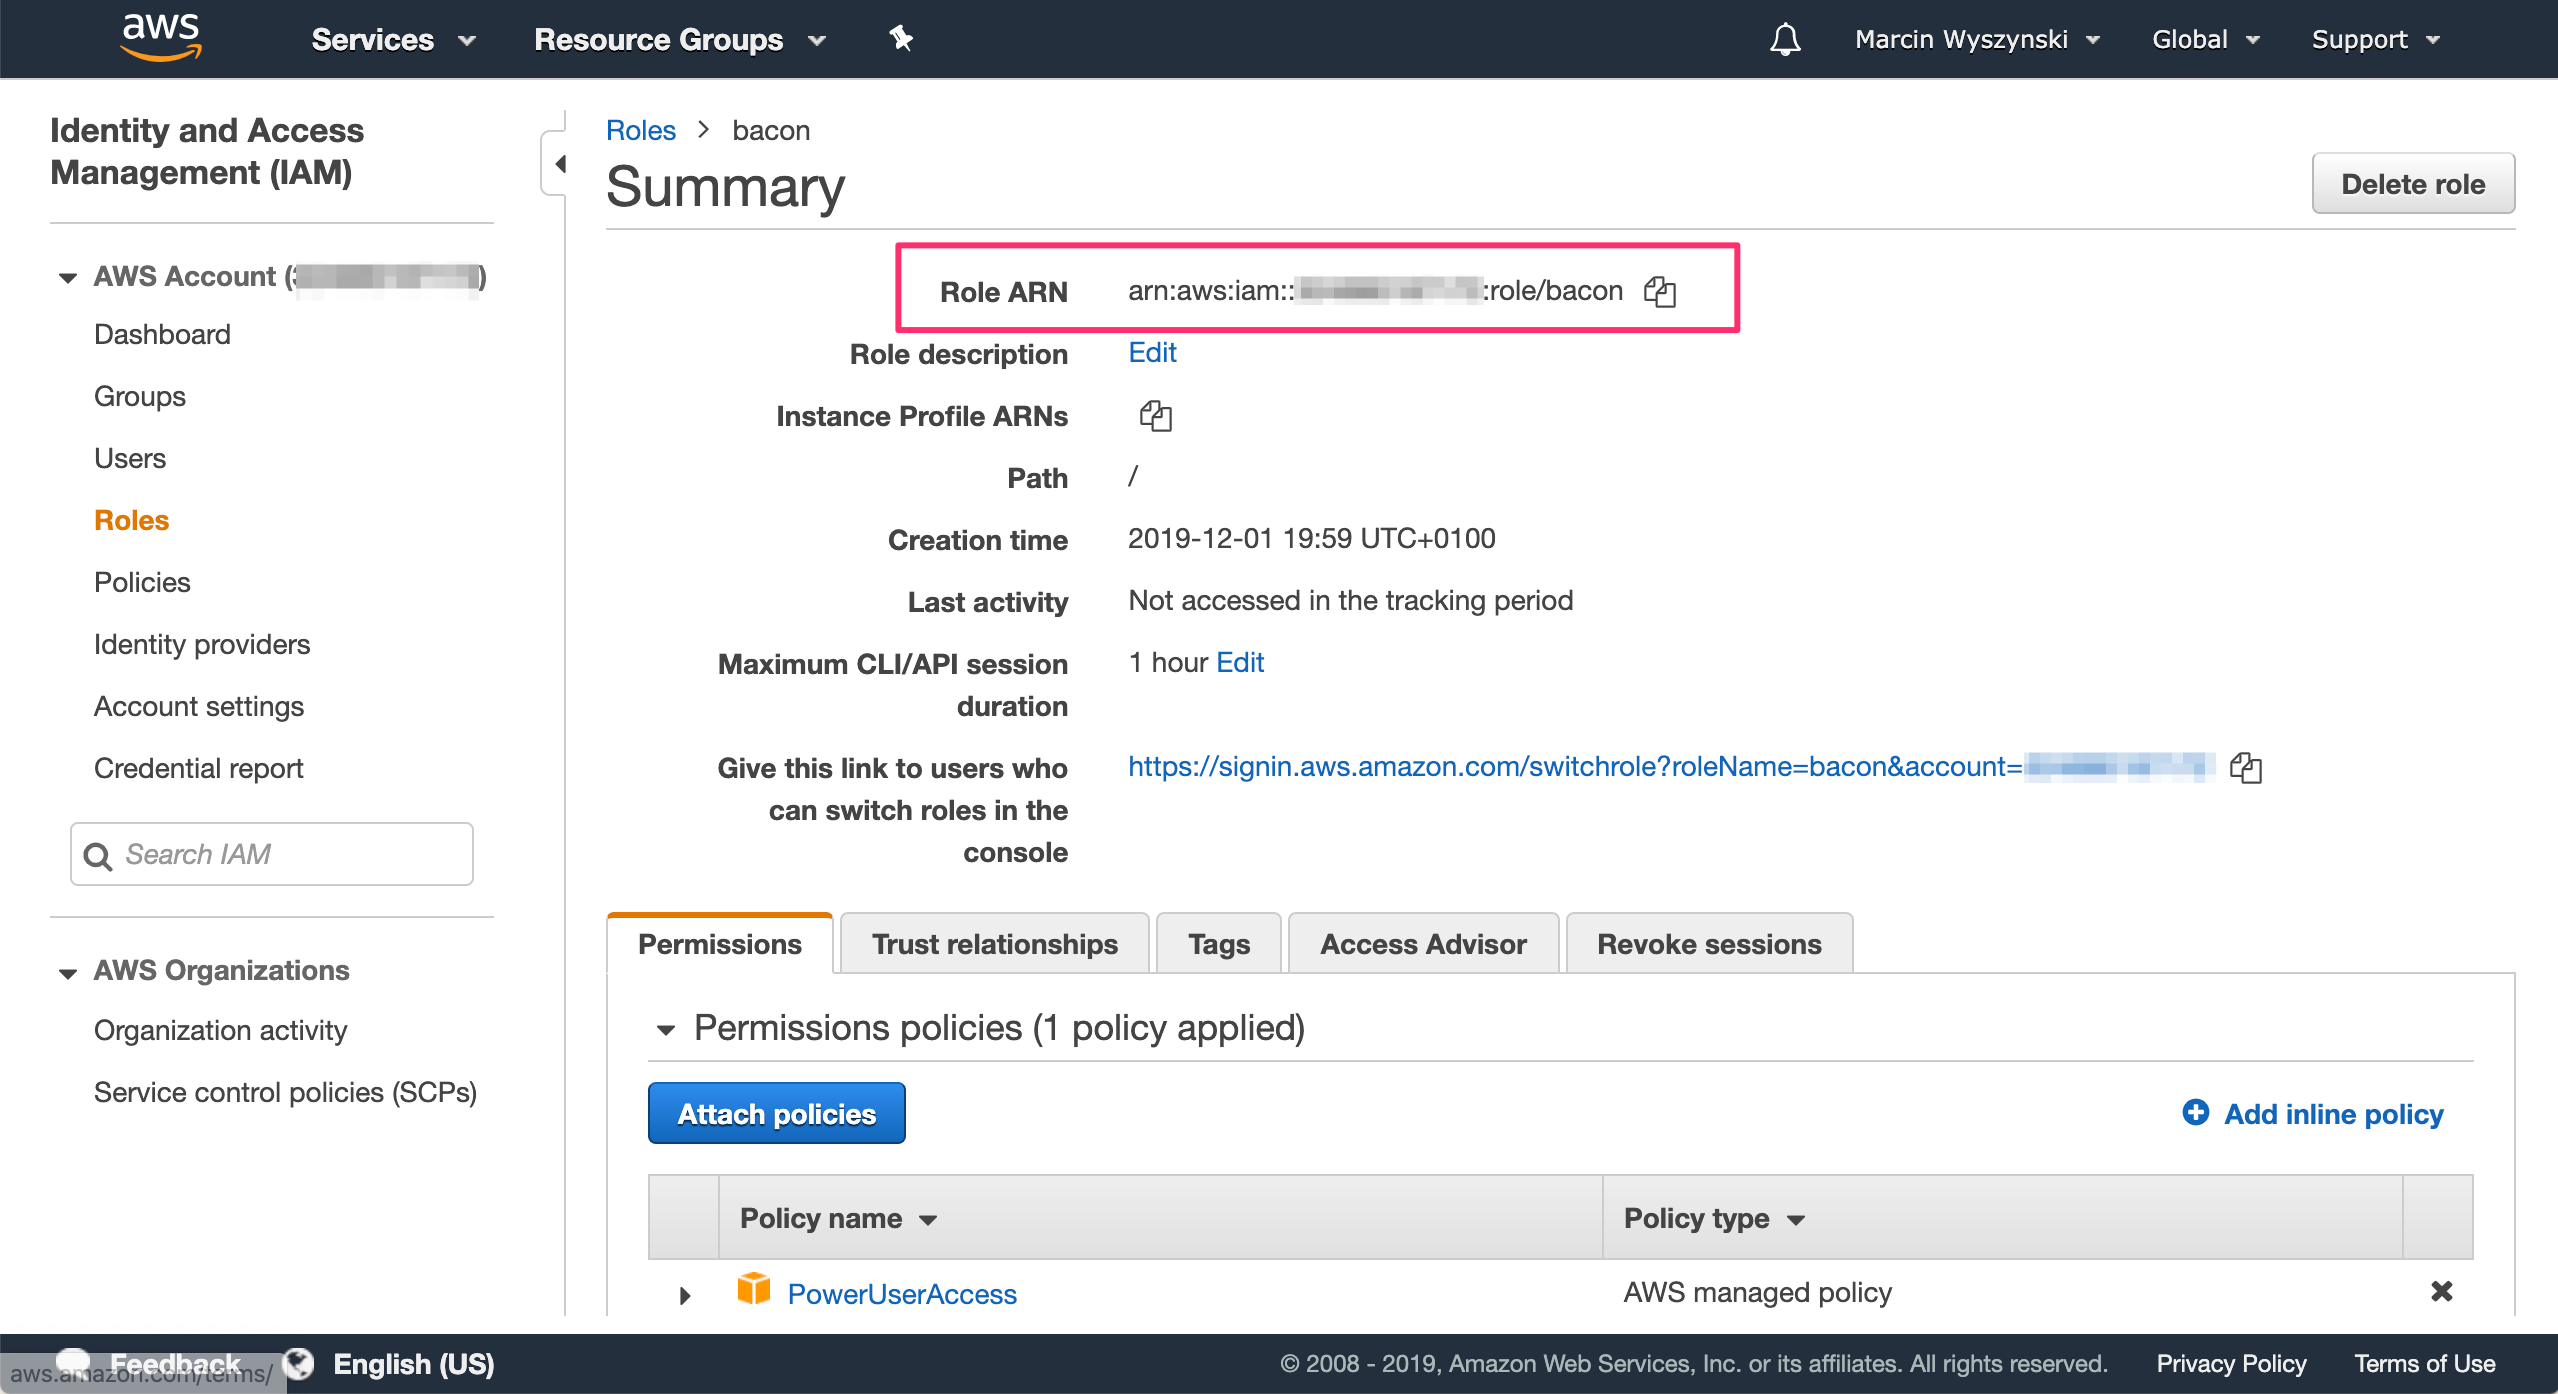 aws
Services
Resource Groups
Marcin Wyszynski
Global
Support
Identity and Access
Management (IAM)
AWS Account ( )
Dashboard
Groups
Users
Roles
Policies
Identity providers
Account settings
Credential report
Search IAM
AWS Organizations
Organization activity
Service control policies (SCPs)
Roles > bacon
Summary
Delete role
Role ARN arn:aws:iam:: :role/bacon
Role description Edit
Instance Profile ARNs
Path /
Creation time 2019-12-01 19:59 UTC+0100
Last activity Not accessed in the tracking period
Maximum CLI/API session 1 hour Edit
duration
Give this link to users who https://signin.aws.amazon.com/switchrole?roleName=bacon&account=
can switch roles in the
console
Permissions
Trust relationships
Tags
Access Advisor
Revoke sessions
Permissions policies (1 policy applied)
Attach policies
Add inline policy
Policy name
Policy type
PowerUserAccess
AWS managed policy
Feedback
aws.amazon.com/terms/
English (US)
© 2008 - 2019, Amazon Web Services, Inc. or its affiliates. All rights reserved.
Privacy Policy
Terms of Use